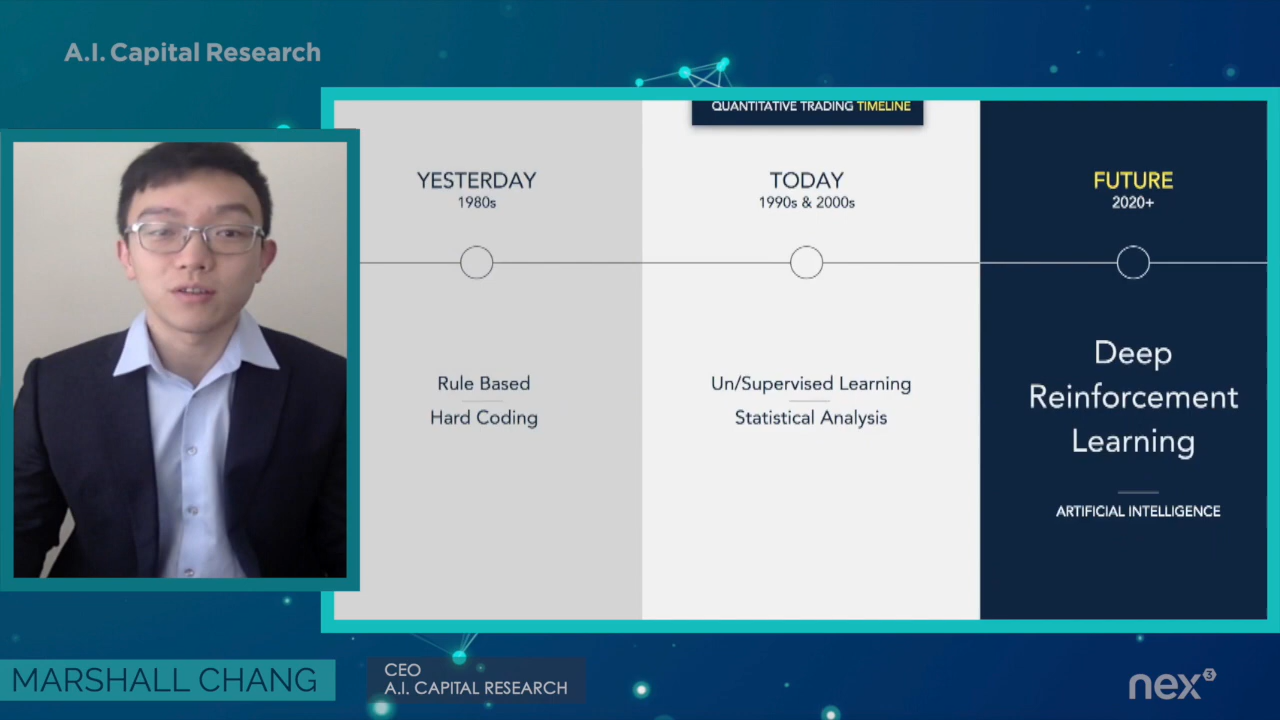 A.I. Capital Research
QUANTITATIVE TRADING TIMELINE
YESTERDAY
1980s
Rule Based
Hard Coding
TODAY
1990s & 2000s
Un/Supervised Learning
Statistical Analysis
FUTURE
2020+
Deep
Reinforcement
Learning
ARTIFICIAL INTELLIGENCE
MARSHALL CHANG
CEO
A.I. CAPITAL RESEARCH
nex3